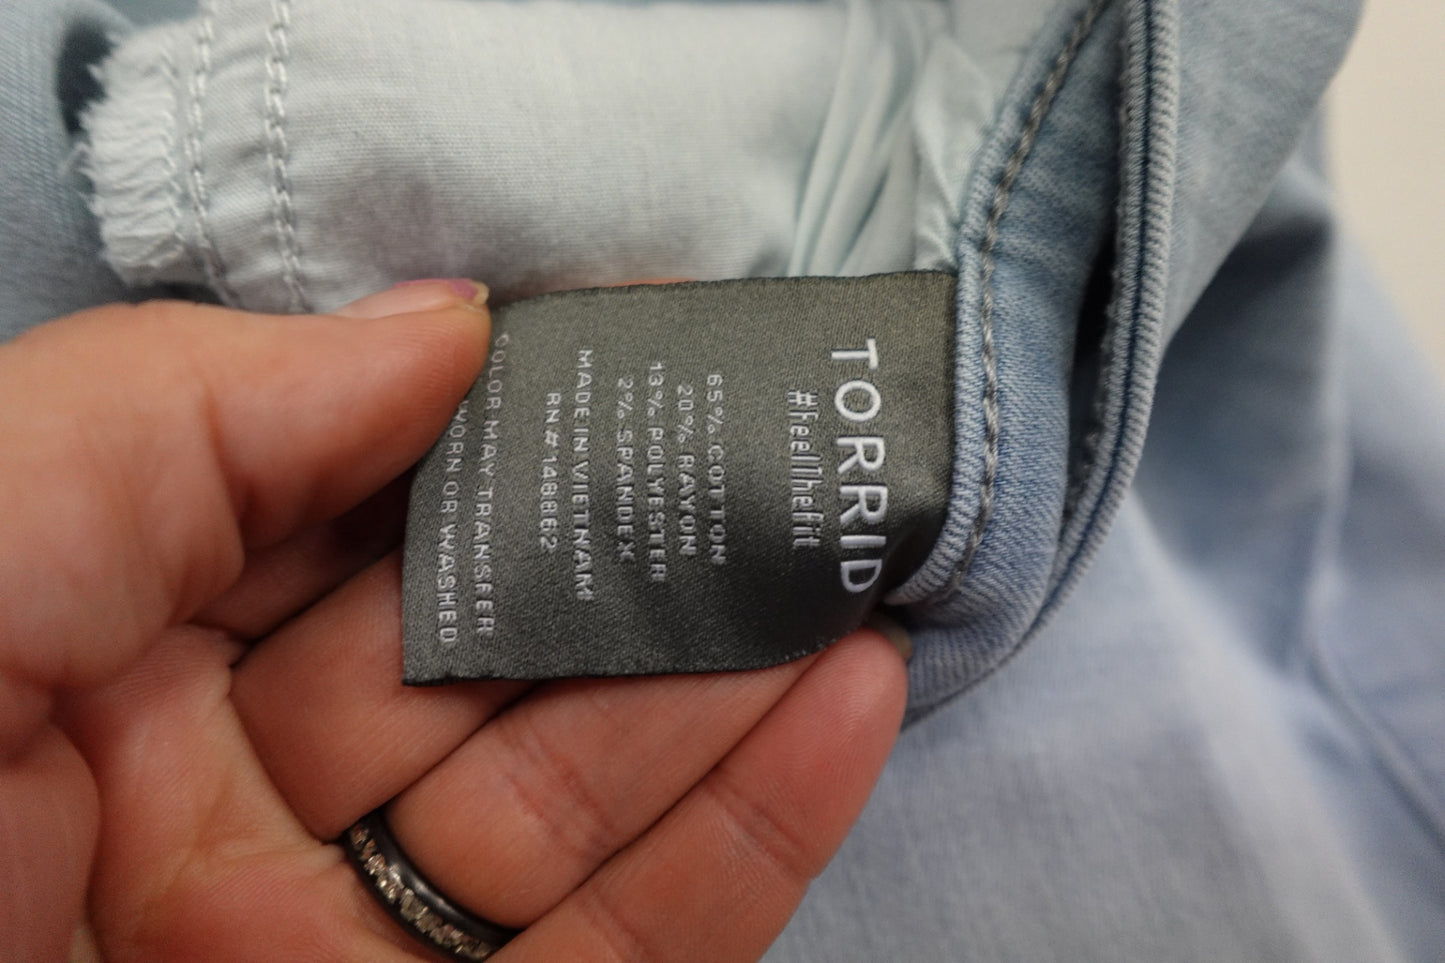 TORRID
#FeelTheFit
65% COTTON
20% RAYON
13% POLYESTER
2% SPANDEX
MADE IN VIETNAM
RN# 148862
COLOR MAY TRANSFER
WORN OR WASHED